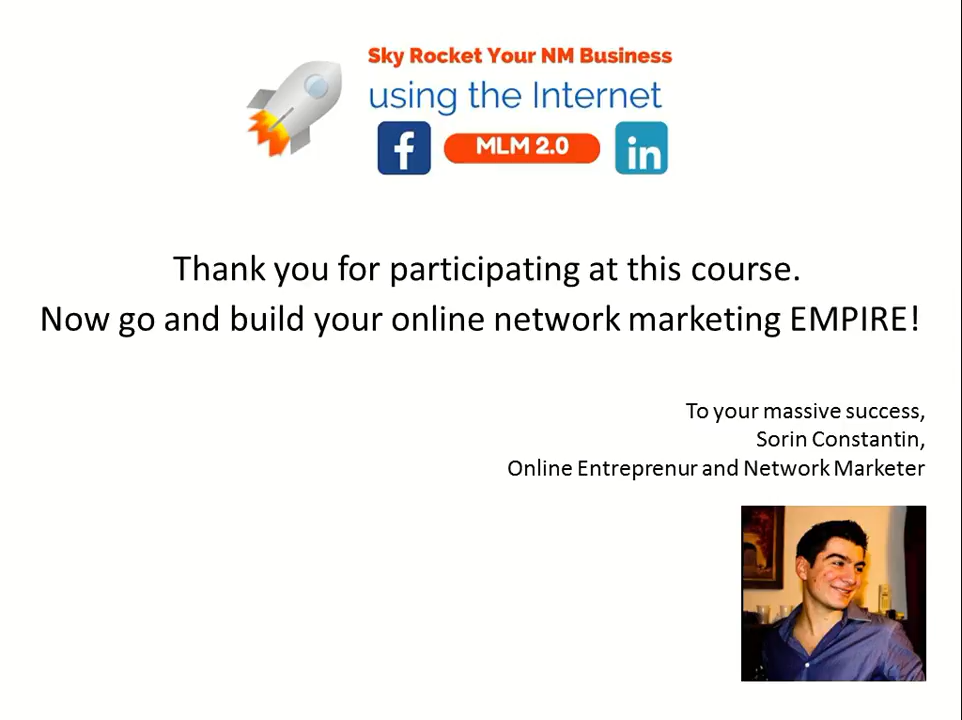 Sky Rocket Your NM Business
using the Internet
f MLM 2.0 in
Thank you for participating at this course.
Now go and build your online network marketing EMPIRE!
To your massive success,
Sorin Constantin,
Online Entreprenur and Network Marketer